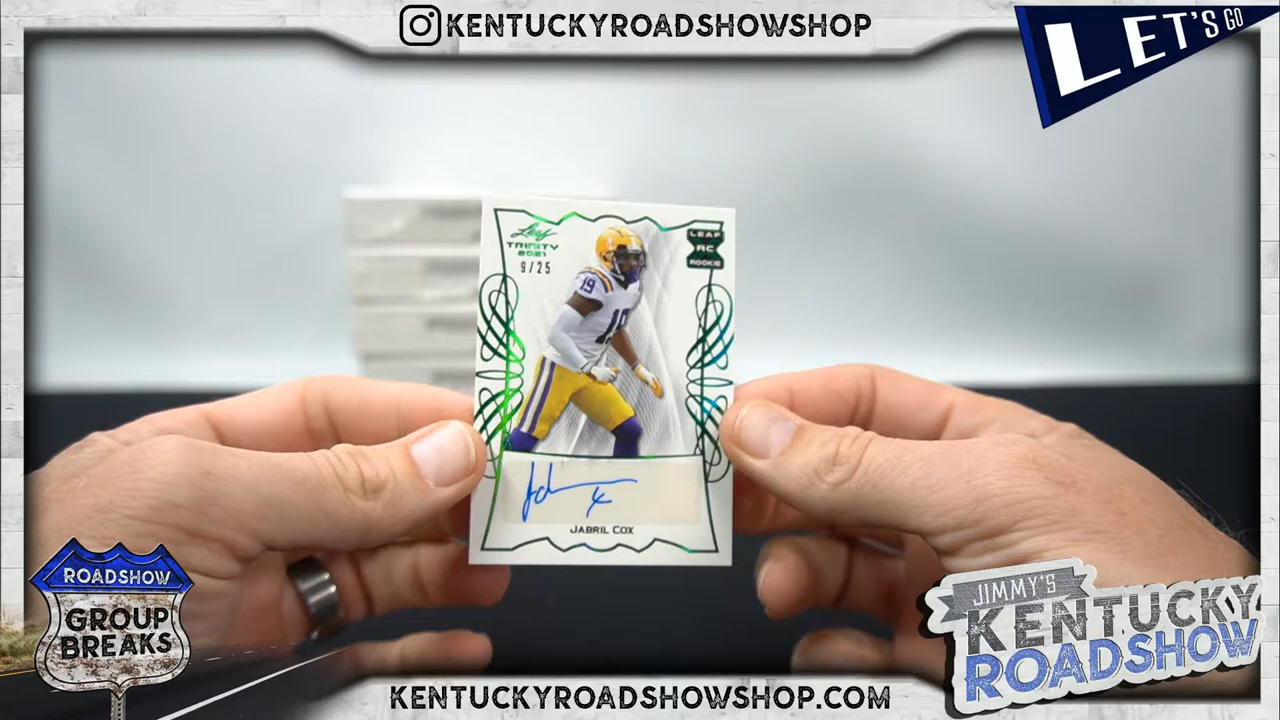 KENTUCKYROADSHOWSHOP
LET'S GO
Leaf
TRINITY
2021
9/25
LEAF
RC
ROOKIE
19
19
JABRIL COX
ROADSHOW
GROUP
BREAKS
JIMMY'S
KENTUCKY
ROADSHOW
KENTUCKYROADSHOWSHOP.COM